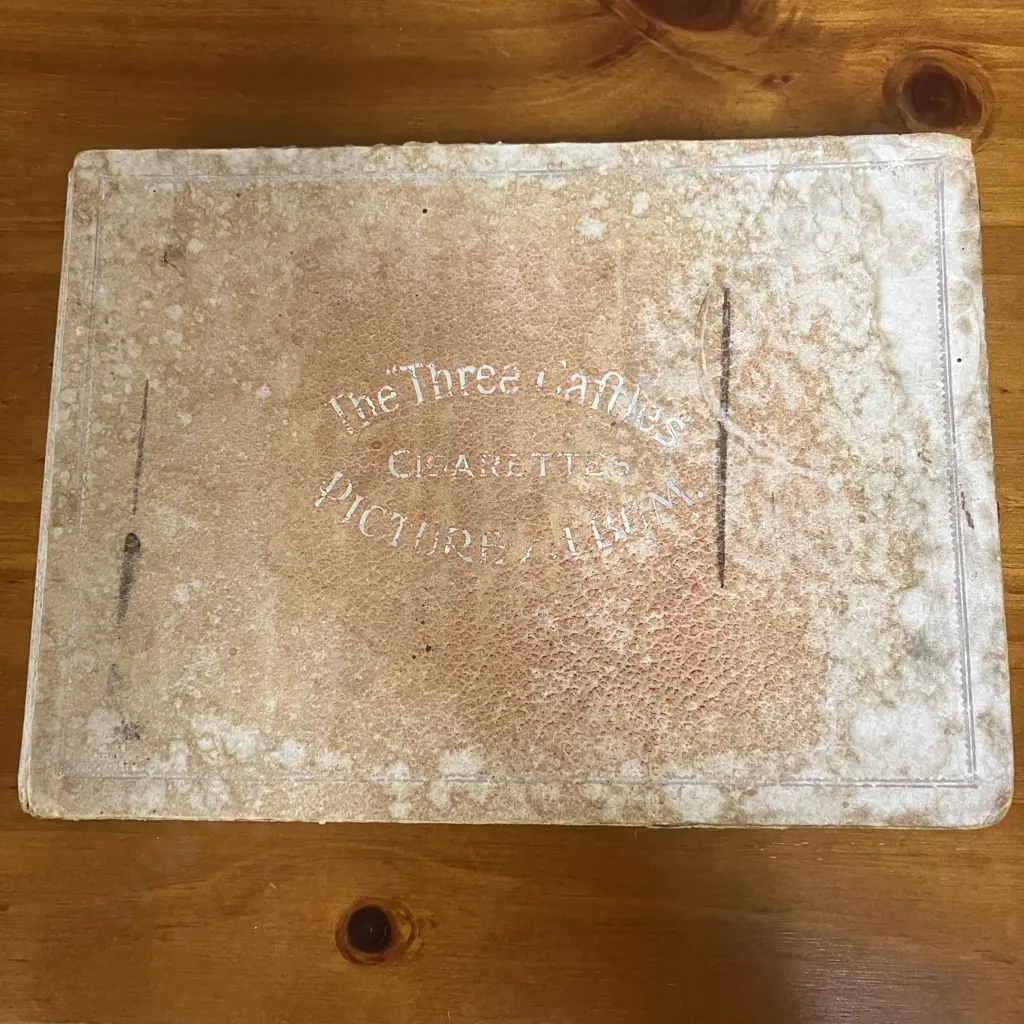 The "Three Caſtles"
CIGARETTES
PICTURE ALBUM.